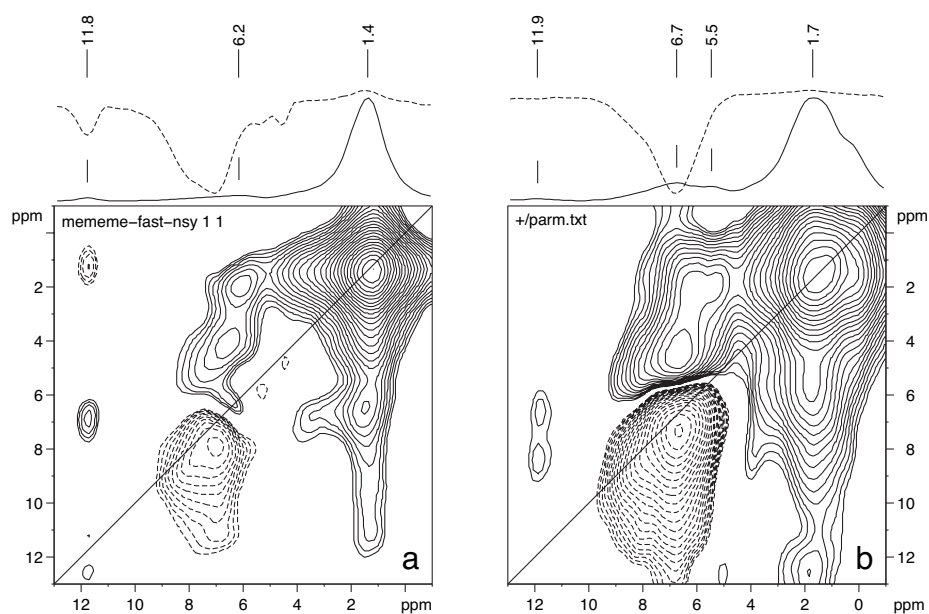 11.8 6.2 1.4 11.9 6.7 5.5 1.7
ppm ppm
mememe-fast-nsy 1 1 +/parm.txt
2 2
4 4
6 6
8 8
10 10
12 a b 12
12 10 8 6 4 2 ppm 12 10 8 6 4 2 0 ppm